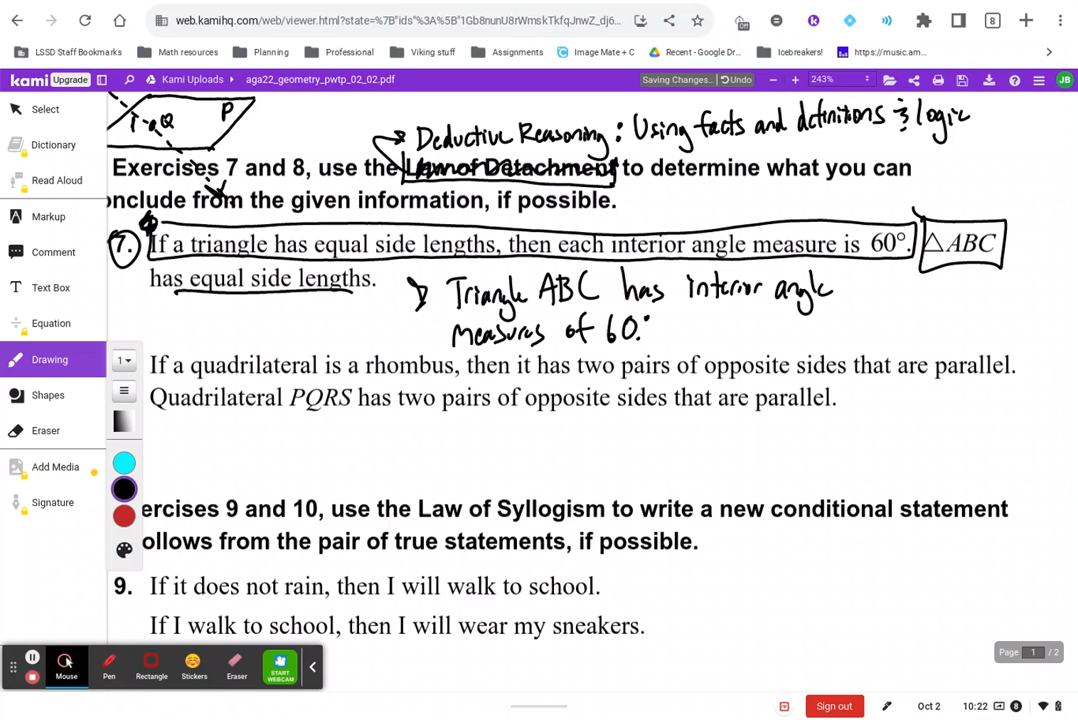 web.kamihq.com/web/viewer.html?state=%7B"ids"%3A%5B"1Gb8nunU8rWmskTkfqJnwZ_dj6...
8
LSSD Staff Bookmarks
Math resources
Planning
Professional
Viking stuff
Assignments
Image Mate + C
Recent - Google Dr...
Icebreakers!
https://music.am...
kami
Upgrade
Kami Uploads
aga22_geometry_pwtp_02_02.pdf
Saving Changes...
Undo
243%
JB
Select
Dictionary
Read Aloud
Markup
Comment
Text Box
Equation
Drawing
Shapes
Eraser
Add Media
Signature
1
P
Deductive Reasoning: Using facts and definitions & logic
Exercises 7 and 8, use the Law of Detachment to determine what you can
onclude from the given information, if possible.
7. If a triangle has equal side lengths, then each interior angle measure is 60°. △ABC
has equal side lengths.
Triangle ABC has interior angle
measures of 60°
If a quadrilateral is a rhombus, then it has two pairs of opposite sides that are parallel.
Quadrilateral PQRS has two pairs of opposite sides that are parallel.
ercises 9 and 10, use the Law of Syllogism to write a new conditional statement
ollows from the pair of true statements, if possible.
9. If it does not rain, then I will walk to school.
If I walk to school, then I will wear my sneakers.
Page 1 / 2
Mouse
Pen
Rectangle
Stickers
Eraser
START
WEBCAM
Sign out
Oct 2
10:22
8